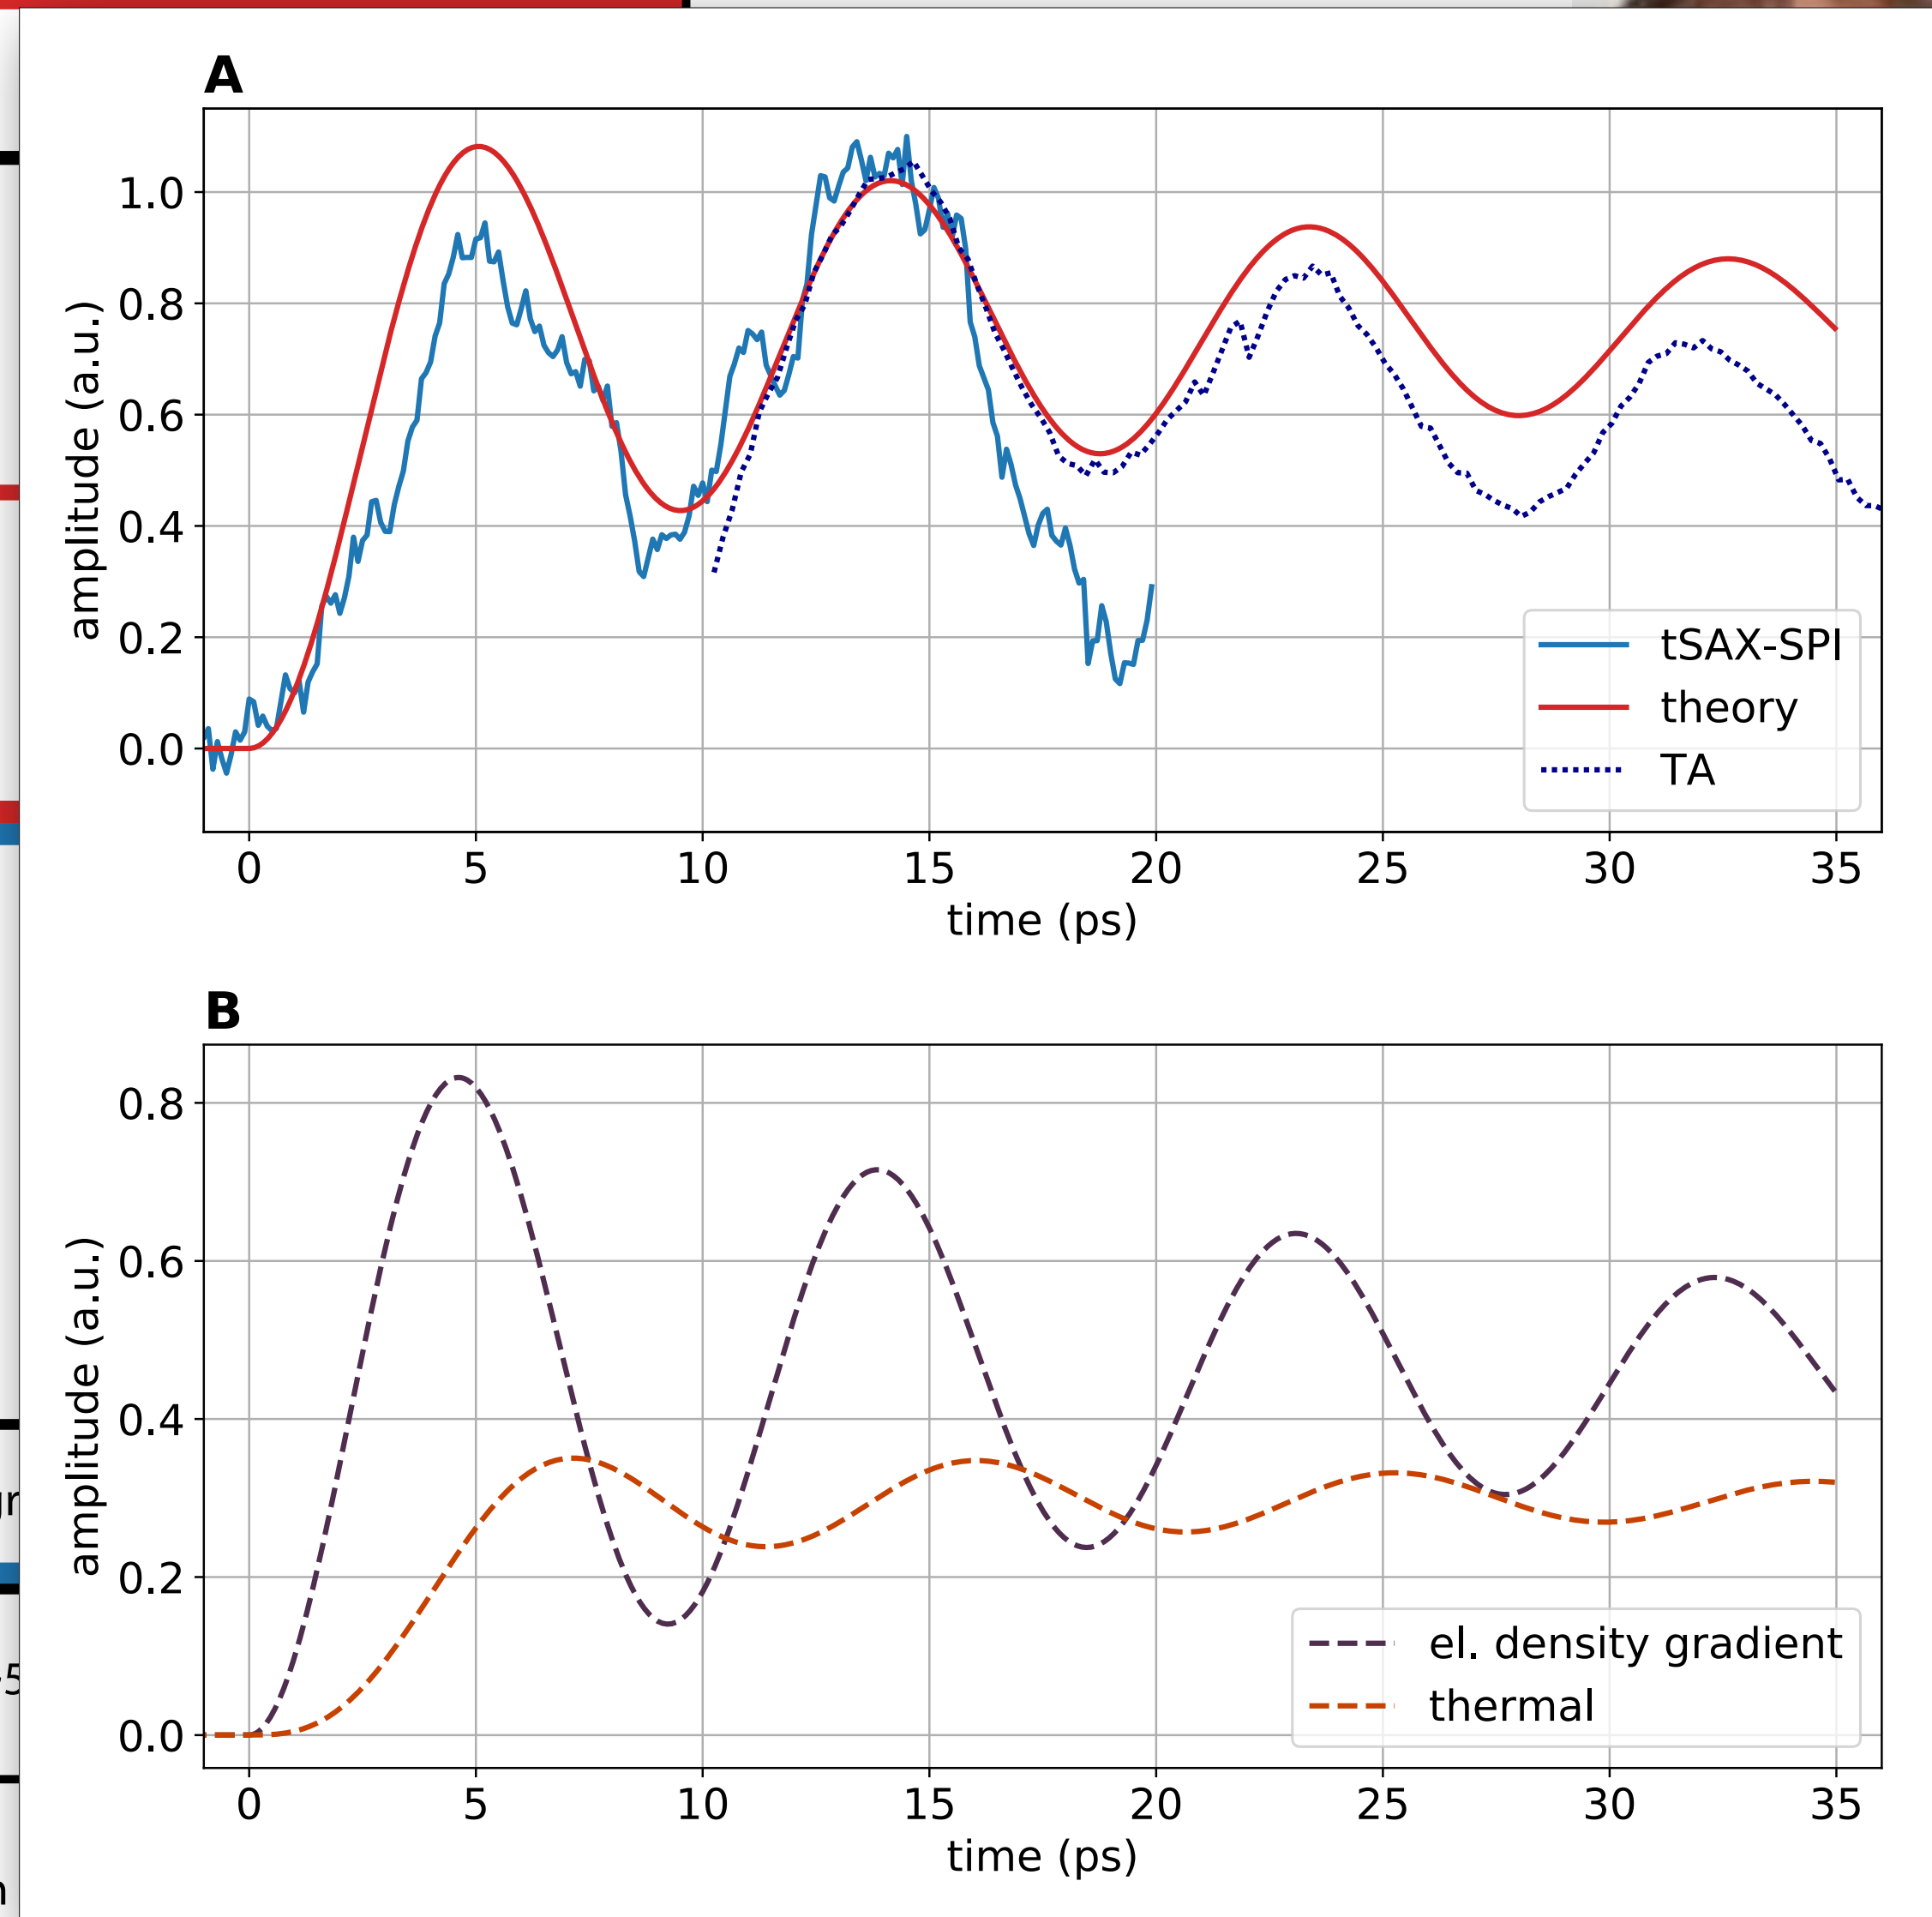 A
amplitude (a.u.)
1.0
0.8
0.6
0.4
0.2
0.0
tSAX-SPI
theory
TA
0 5 10 15 20 25 30 35
time (ps)
B
amplitude (a.u.)
0.8
0.6
0.4
0.2
0.0
el. density gradient
thermal
0 5 10 15 20 25 30 35
time (ps)